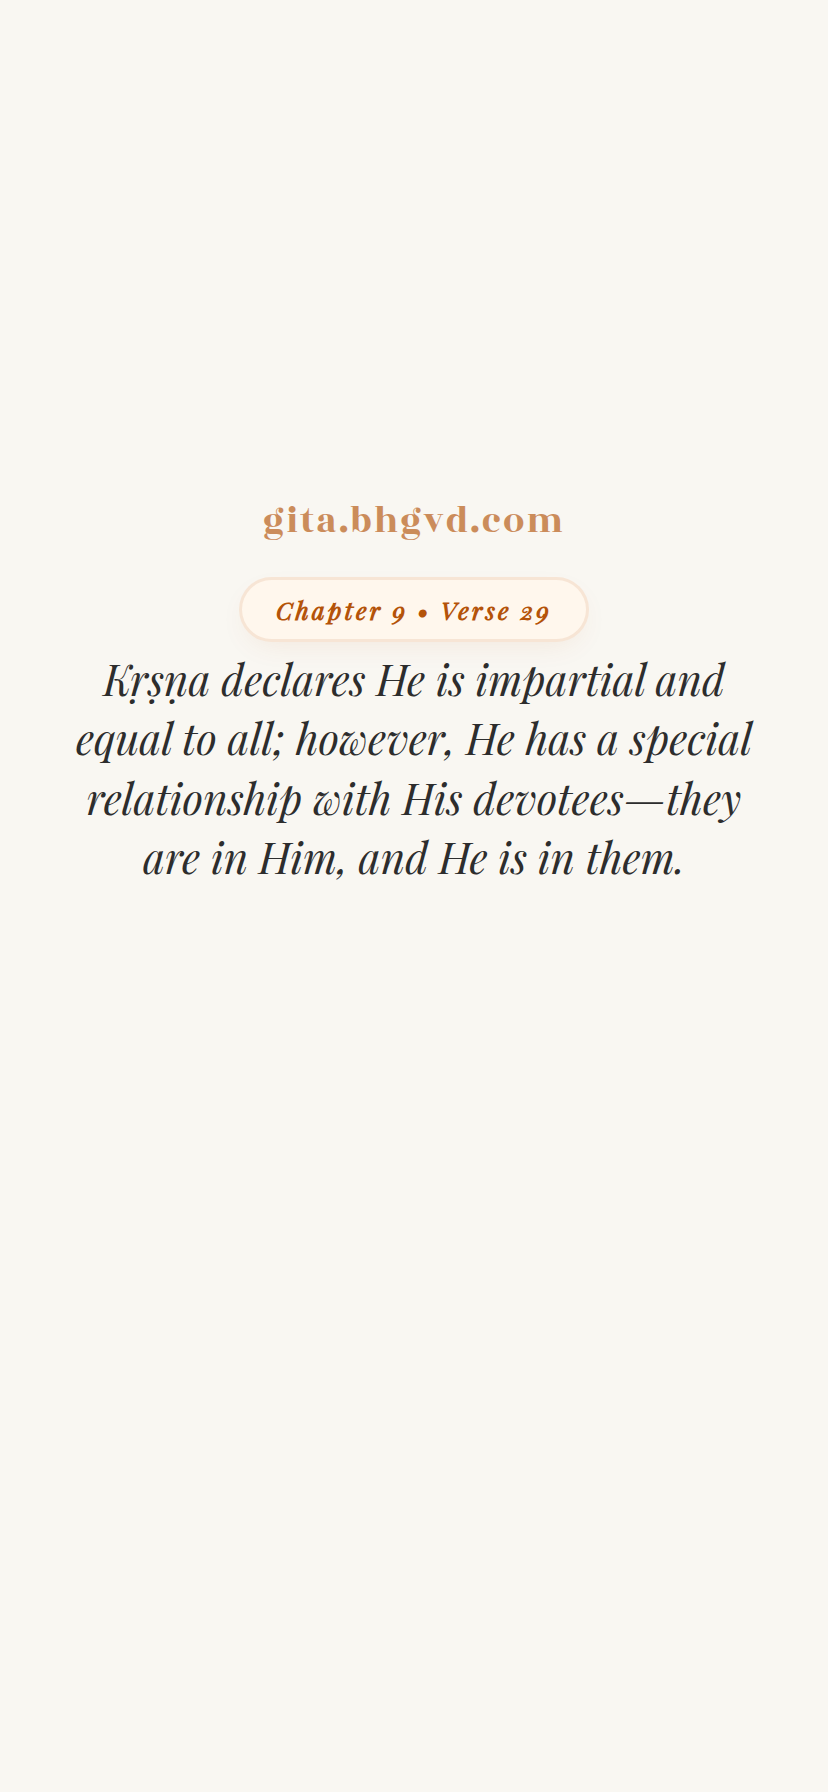 gita.bhgvd.com
Chapter 9 • Verse 29
Kṛṣṇa declares He is impartial and
equal to all; however, He has a special
relationship with His devotees—they
are in Him, and He is in them.